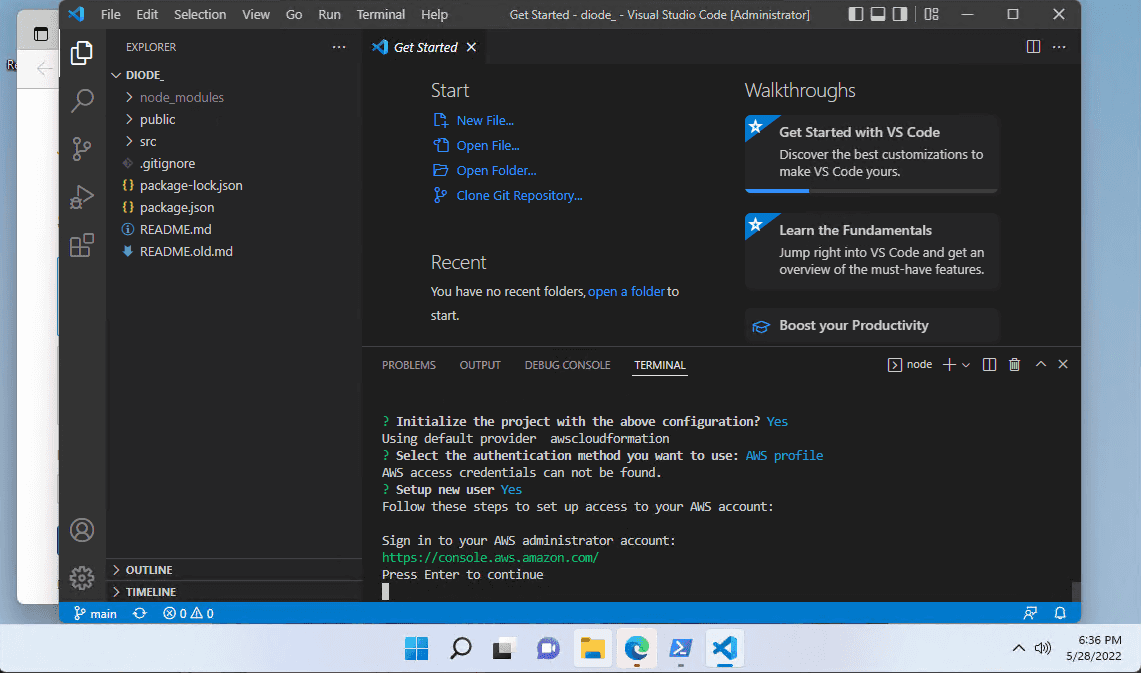 File Edit Selection View Go Run Terminal Help
Get Started - diode_ - Visual Studio Code [Administrator]
EXPLORER
DIODE_
node_modules
public
src
.gitignore
package-lock.json
package.json
README.md
README.old.md
OUTLINE
TIMELINE
Get Started
Start
New File...
Open File...
Open Folder...
Clone Git Repository...
Recent
You have no recent folders, open a folder to
start.
Walkthroughs
Get Started with VS Code
Discover the best customizations to
make VS Code yours.
Learn the Fundamentals
Jump right into VS Code and get an
overview of the must-have features.
Boost your Productivity
PROBLEMS OUTPUT DEBUG CONSOLE TERMINAL
node
? Initialize the project with the above configuration? Yes
Using default provider  awscloudformation
? Select the authentication method you want to use: AWS profile
AWS access credentials can not be found.
? Setup new user Yes
Follow these steps to set up access to your AWS account:
Sign in to your AWS administrator account:
https://console.aws.amazon.com/
Press Enter to continue
main 0 0
6:36 PM
5/28/2022